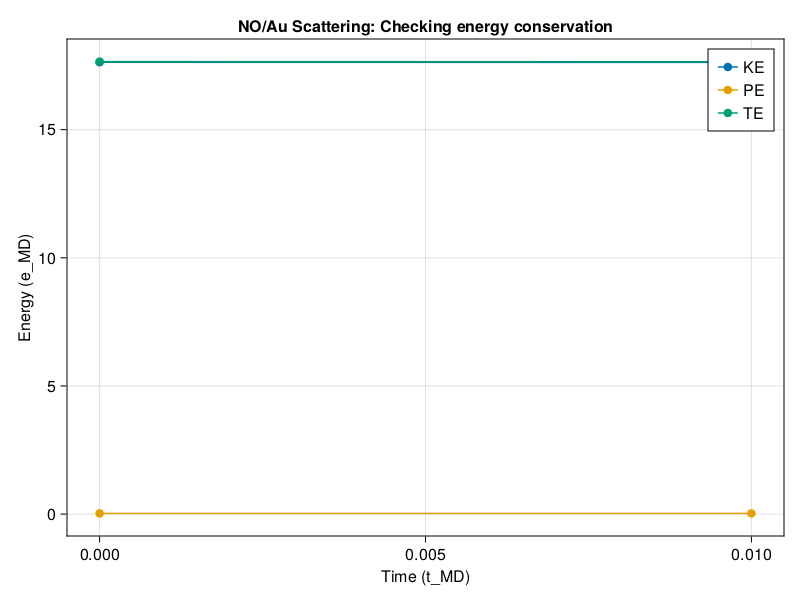 NO/Au Scattering: Checking energy conservation
KE
PE
TE
15
10
5
0
Energy (e_MD)
0.000 0.005 0.010
Time (t_MD)